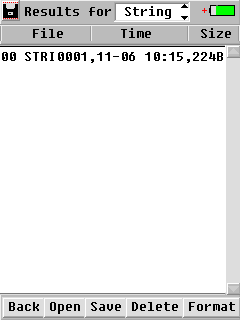 Results for String
File Time Size
00 STRI0001,11-06 10:15,224B
Back Open Save Delete Format